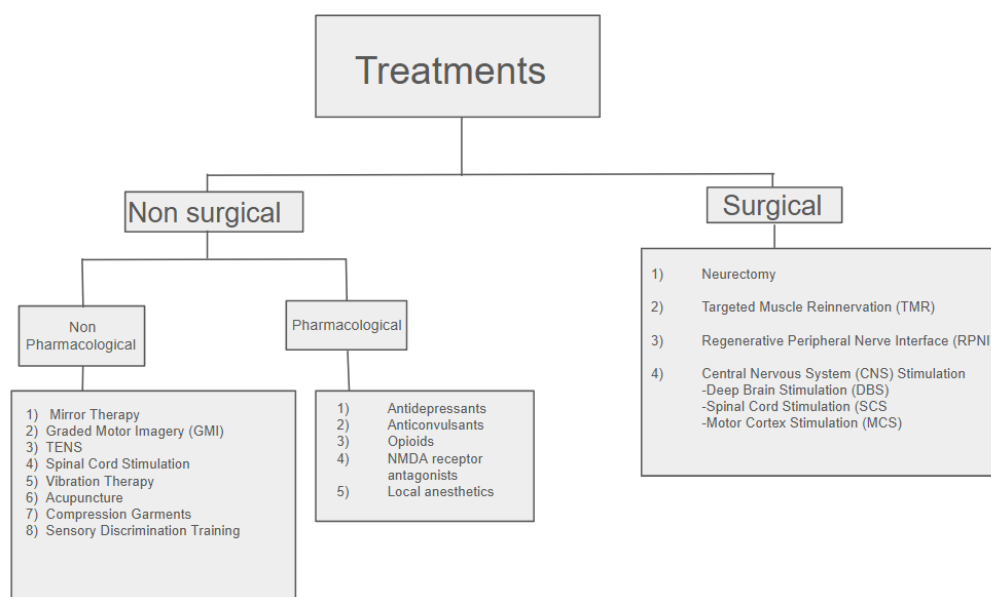 Treatments
Non surgical
Surgical
Non
Pharmacological
Pharmacological
1) Mirror Therapy
2) Graded Motor Imagery (GMI)
3) TENS
4) Spinal Cord Stimulation
5) Vibration Therapy
6) Acupuncture
7) Compression Garments
8) Sensory Discrimination Training
1) Antidepressants
2) Anticonvulsants
3) Opioids
4) NMDA receptor
antagonists
5) Local anesthetics
1) Neurectomy
2) Targeted Muscle Reinnervation (TMR)
3) Regenerative Peripheral Nerve Interface (RPNI
4) Central Nervous System (CNS) Stimulation
-Deep Brain Stimulation (DBS)
-Spinal Cord Stimulation (SCS
-Motor Cortex Stimulation (MCS)